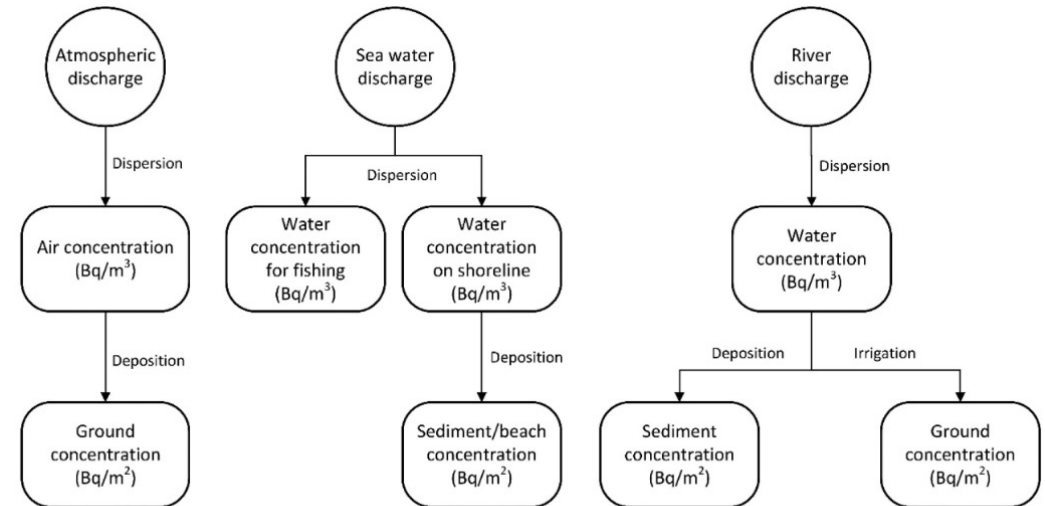 Atmospheric
discharge
Sea water
discharge
River
discharge
Dispersion
Dispersion
Dispersion
Air concentration
(Bq/m³)
Water
concentration
for fishing
(Bq/m³)
Water
concentration
on shoreline
(Bq/m³)
Water
concentration
(Bq/m³)
Deposition
Deposition
Deposition
Irrigation
Ground
concentration
(Bq/m²)
Sediment/beach
concentration
(Bq/m²)
Sediment
concentration
(Bq/m²)
Ground
concentration
(Bq/m²)